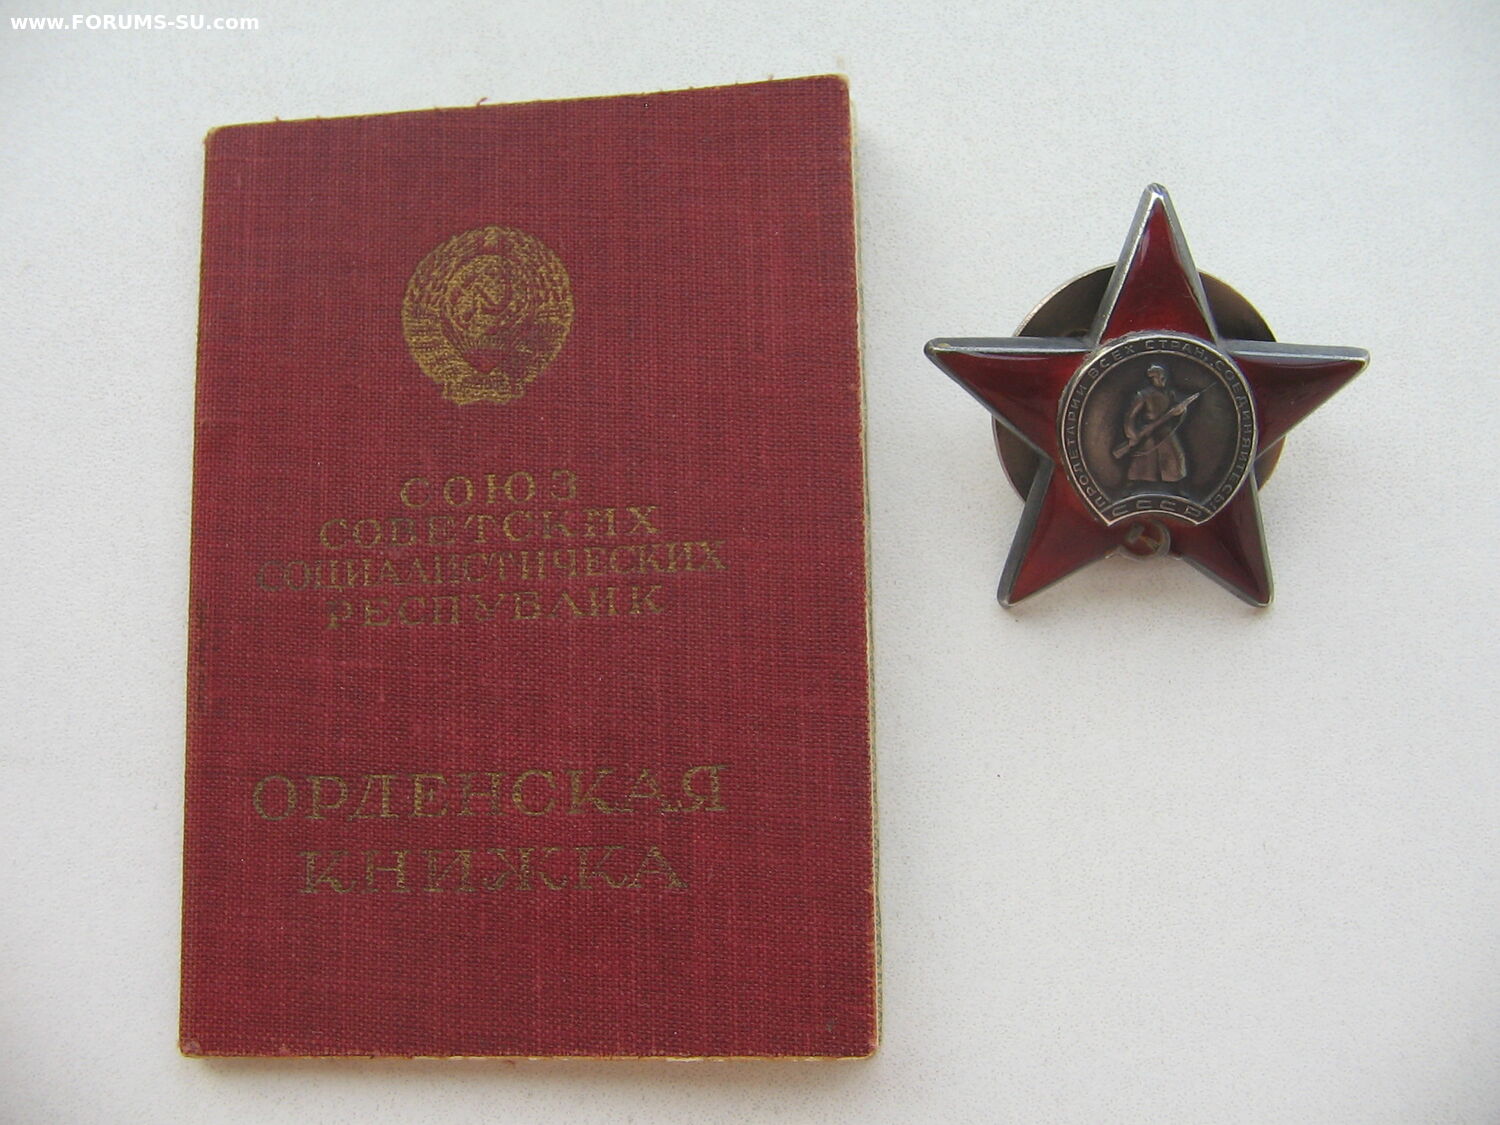 www.FORUMS-SU.com
СОЮЗ
СОВЕТСКИХ
СОЦИАЛИСТИЧЕСКИХ
РЕСПУБЛИК
ОРДЕНСКАЯ
КНИЖКА
ПРОЛЕТАРИИ ВСЕХ СТРАН, СОЕДИНЯЙТЕСЬ!
СССР